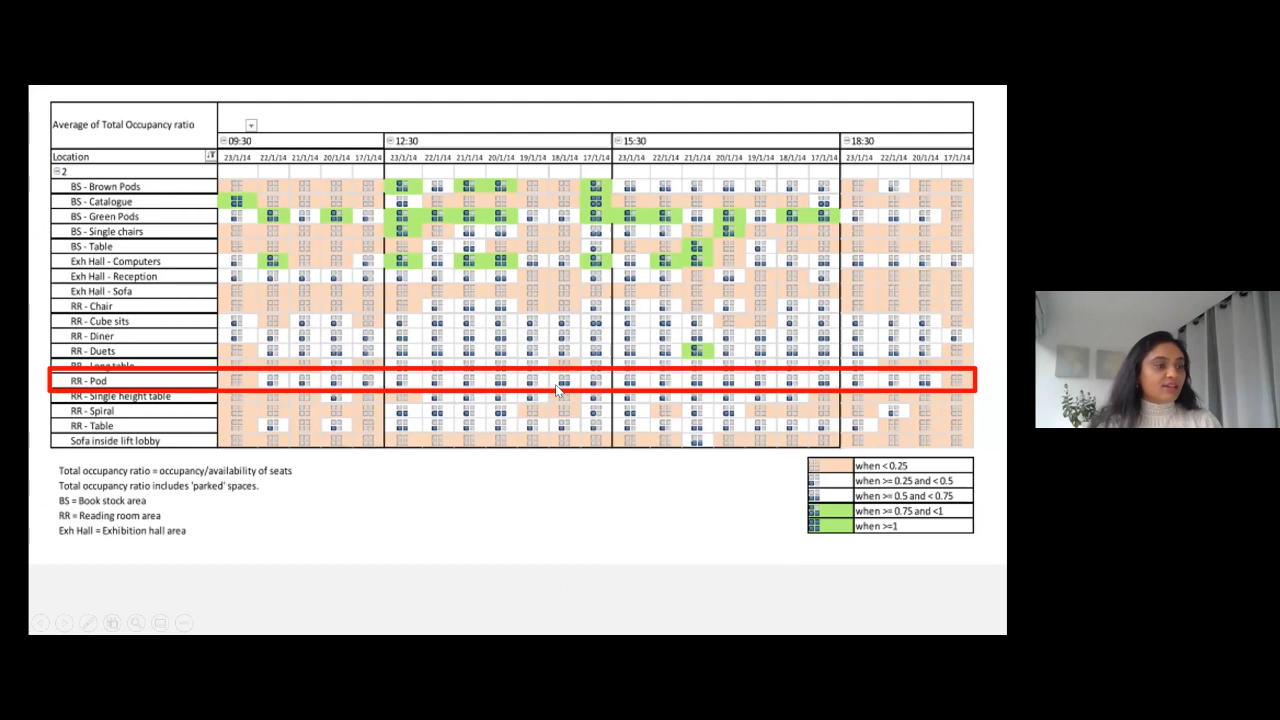 Average of Total Occupancy ratio
09:30 12:30 15:30 18:30
Location 23/1/14 22/1/14 21/1/14 20/1/14 17/1/14 23/1/14 22/1/14 21/1/14 20/1/14 19/1/14 18/1/14 17/1/14 23/1/14 22/1/14 21/1/14 20/1/14 19/1/14 18/1/14 17/1/14 23/1/14 22/1/14 20/1/14 17/1/14
2
BS - Brown Pods
BS - Catalogue
BS - Green Pods
BS - Single chairs
BS - Table
Exh Hall - Computers
Exh Hall - Reception
Exh Hall - Sofa
RR - Chair
RR - Cube sits
RR - Diner
RR - Duets
RR - Long table
RR - Pod
RR - Single height table
RR - Spiral
RR - Table
Sofa inside lift lobby
Total occupancy ratio = occupancy/availability of seats
Total occupancy ratio includes 'parked' spaces.
BS = Book stock area
RR = Reading room area
Exh Hall = Exhibition hall area
when < 0.25
when >= 0.25 and < 0.5
when >= 0.5 and < 0.75
when >= 0.75 and <1
when >=1